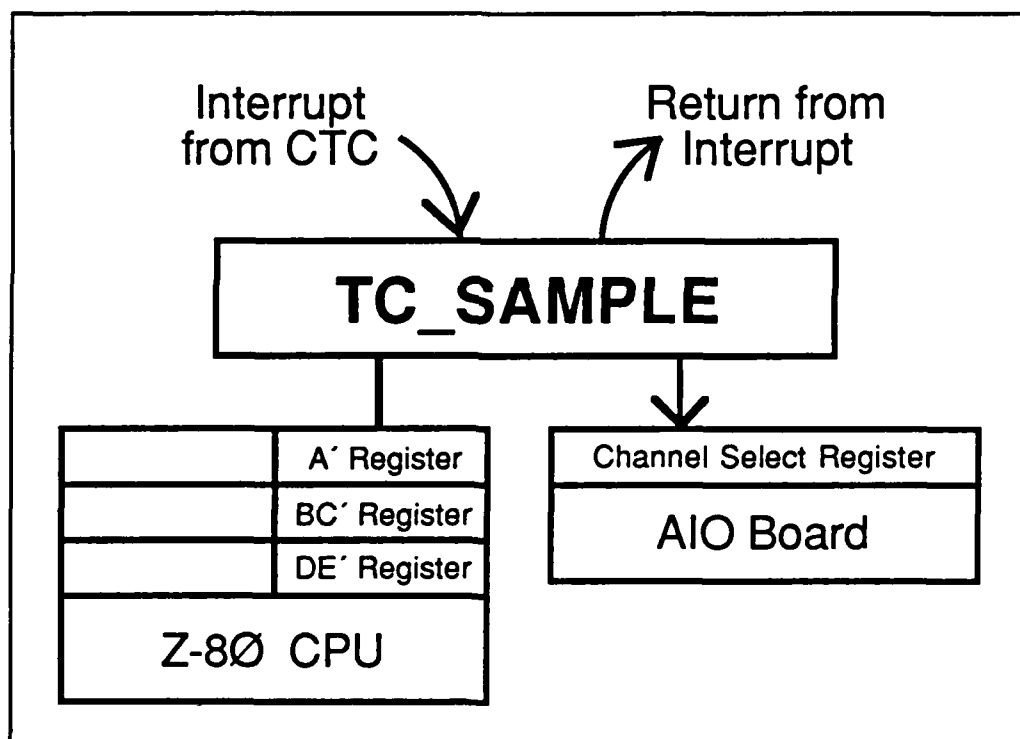 Interrupt
from CTC
Return from
Interrupt
TC_SAMPLE
A´ Register
BC´ Register
DE´ Register
Z-8Ø CPU
Channel Select Register
AIO Board